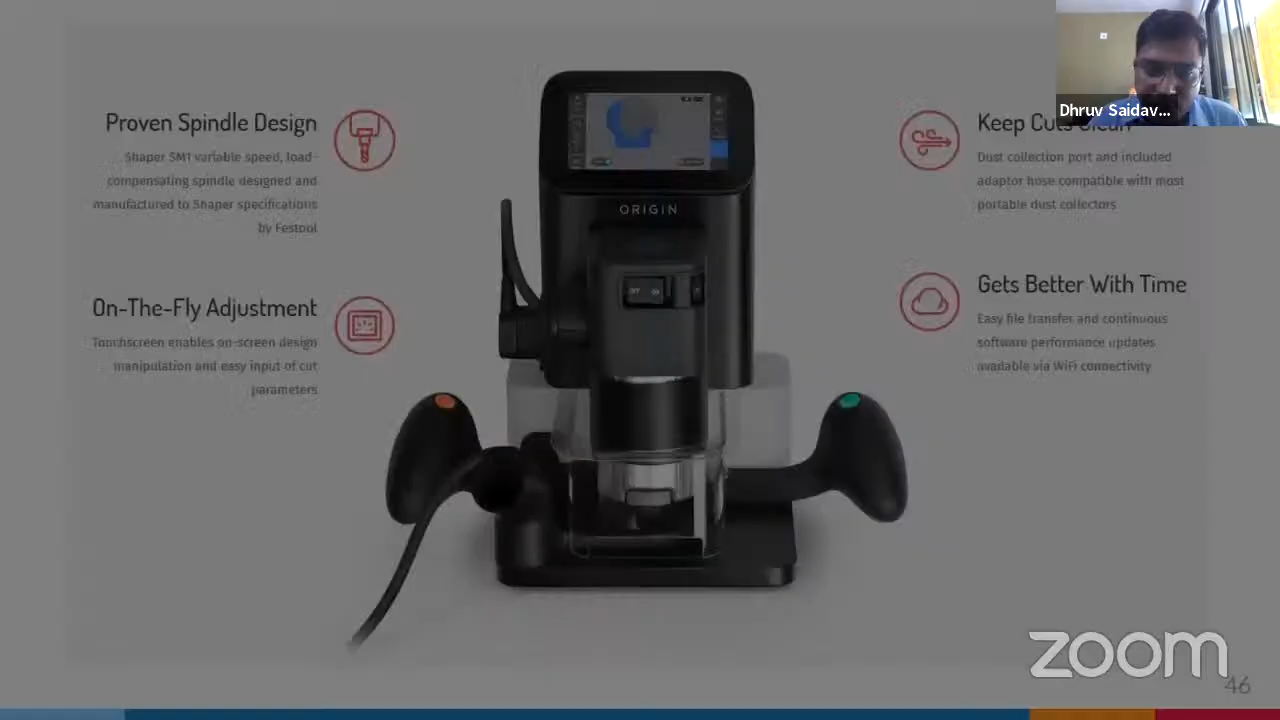 Dhruv Saidav...
Proven Spindle Design
Shaper SM1 variable speed, load-
compensating spindle designed and
manufactured to Shaper specifications
by Festool
On-The-Fly Adjustment
Touchscreen enables on-screen design
manipulation and easy input of cut
parameters
ORIGIN
OFF ON
Keep Cuts Clean
Dust collection port and included
adaptor hose compatible with most
portable dust collectors
Gets Better With Time
Easy file transfer and continuous
software performance updates
available via WiFi connectivity
zoom
46